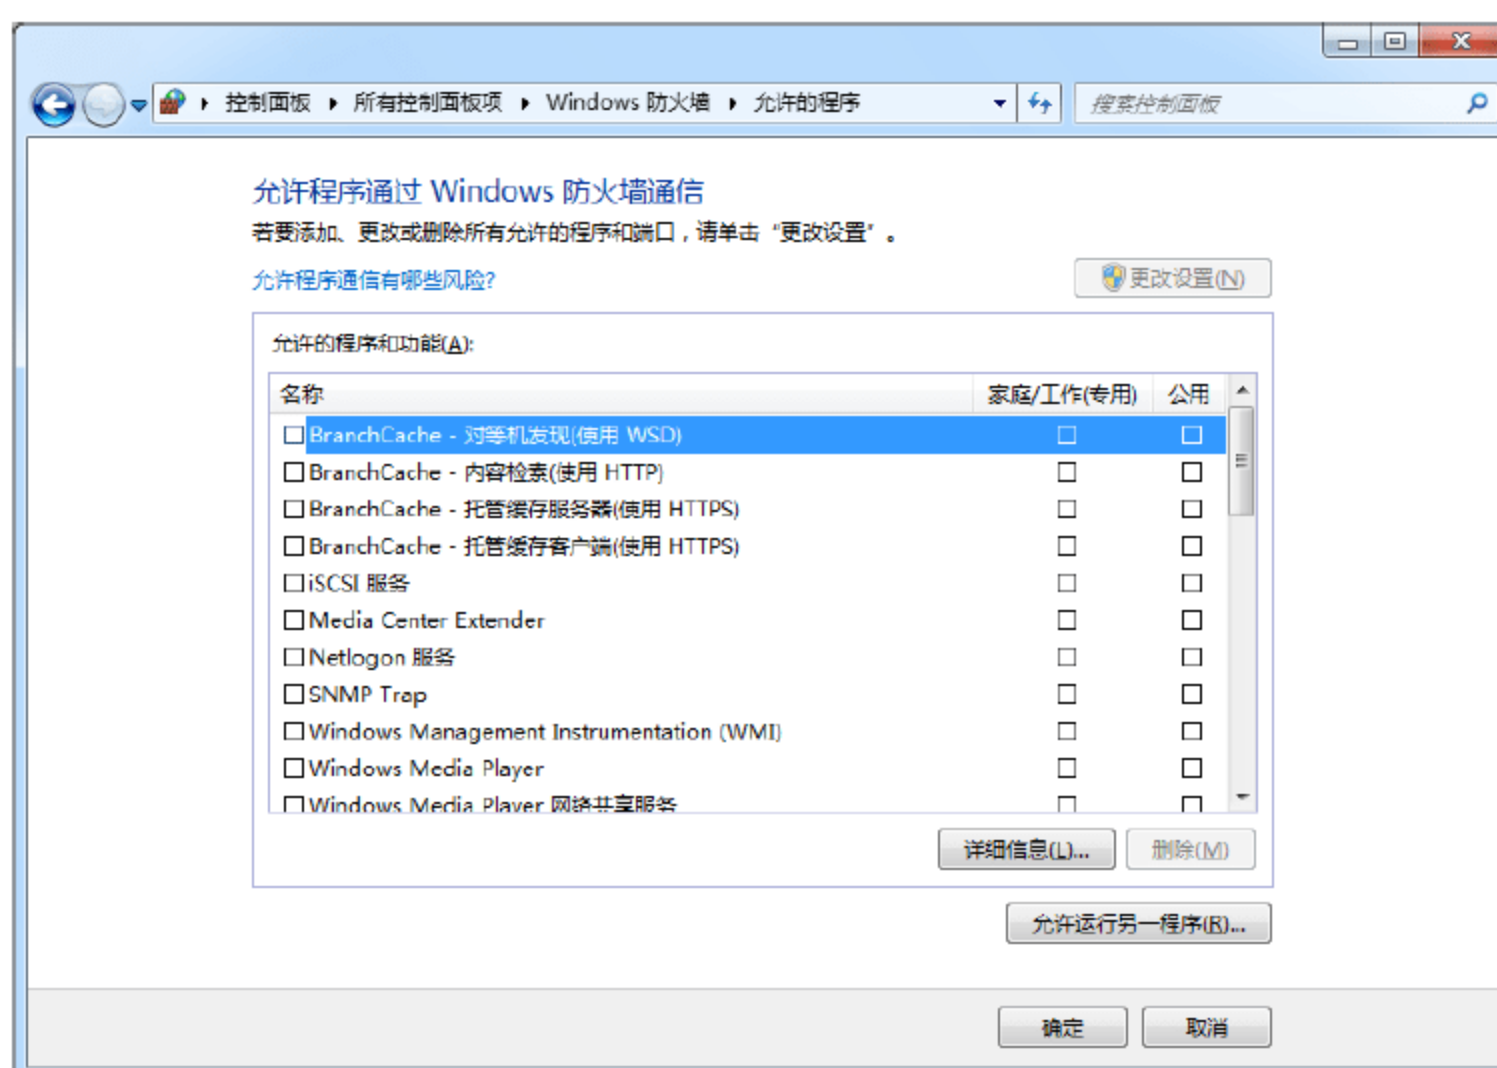 控制面板 ▸ 所有控制面板项 ▸ Windows 防火墙 ▸ 允许的程序
搜索控制面板
允许程序通过 Windows 防火墙通信
若要添加、更改或删除所有允许的程序和端口，请单击“更改设置”。
允许程序通信有哪些风险?
更改设置(N)
允许的程序和功能(A):
名称 家庭/工作(专用) 公用
BranchCache - 对等机发现(使用 WSD)
BranchCache - 内容检索(使用 HTTP)
BranchCache - 托管缓存服务器(使用 HTTPS)
BranchCache - 托管缓存客户端(使用 HTTPS)
iSCSI 服务
Media Center Extender
Netlogon 服务
SNMP Trap
Windows Management Instrumentation (WMI)
Windows Media Player
Windows Media Player 网络共享服务
详细信息(L)... 删除(M)
允许运行另一程序(R)...
确定 取消